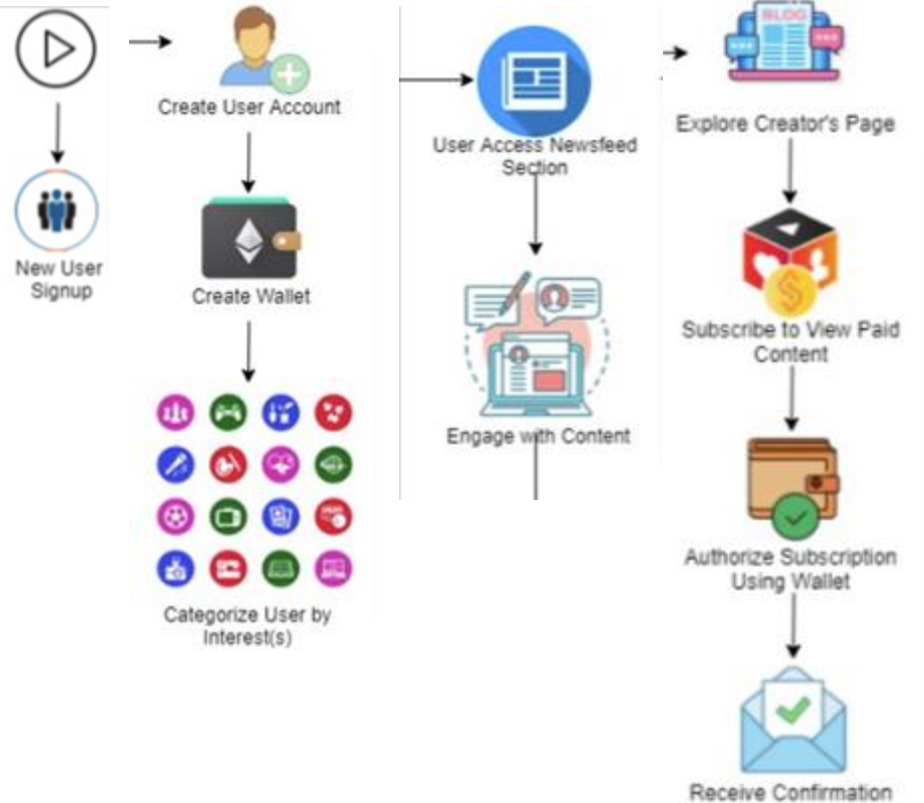 New User
Signup
Create User Account
Create Wallet
Categorize User by
Interest(s)
User Access Newsfeed
Section
Engage with Content
BLOG
Explore Creator's Page
Subscribe to View Paid
Content
Authorize Subscription
Using Wallet
Receive Confirmation